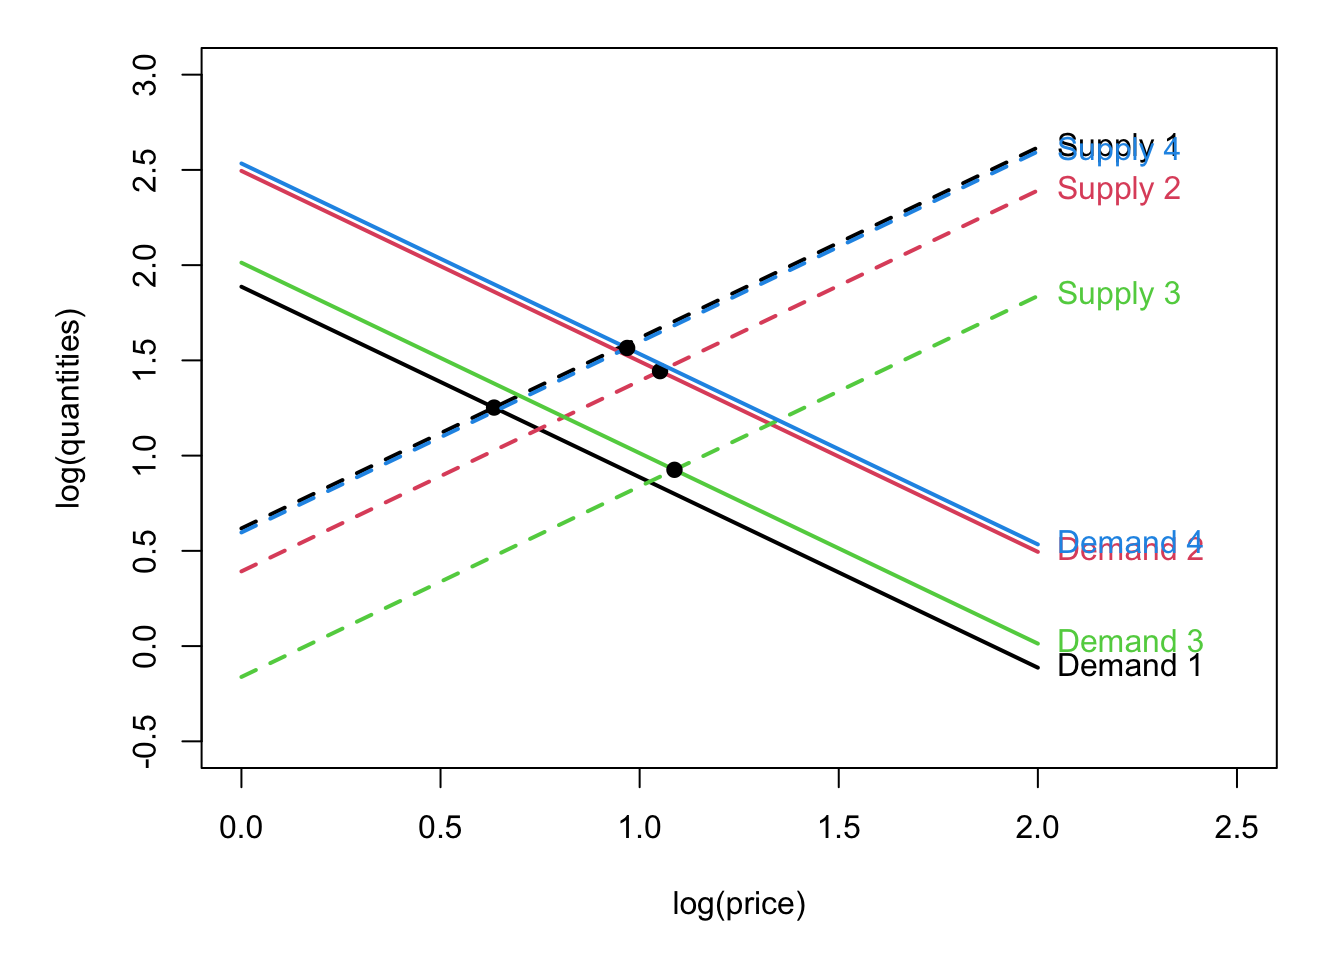 3.0
2.5
2.0
1.5
1.0
0.5
0.0
-0.5
log(quantities)
Supply 1
Supply 4
Supply 2
Supply 3
Demand 4
Demand 2
Demand 3
Demand 1
0.0 0.5 1.0 1.5 2.0 2.5
log(price)